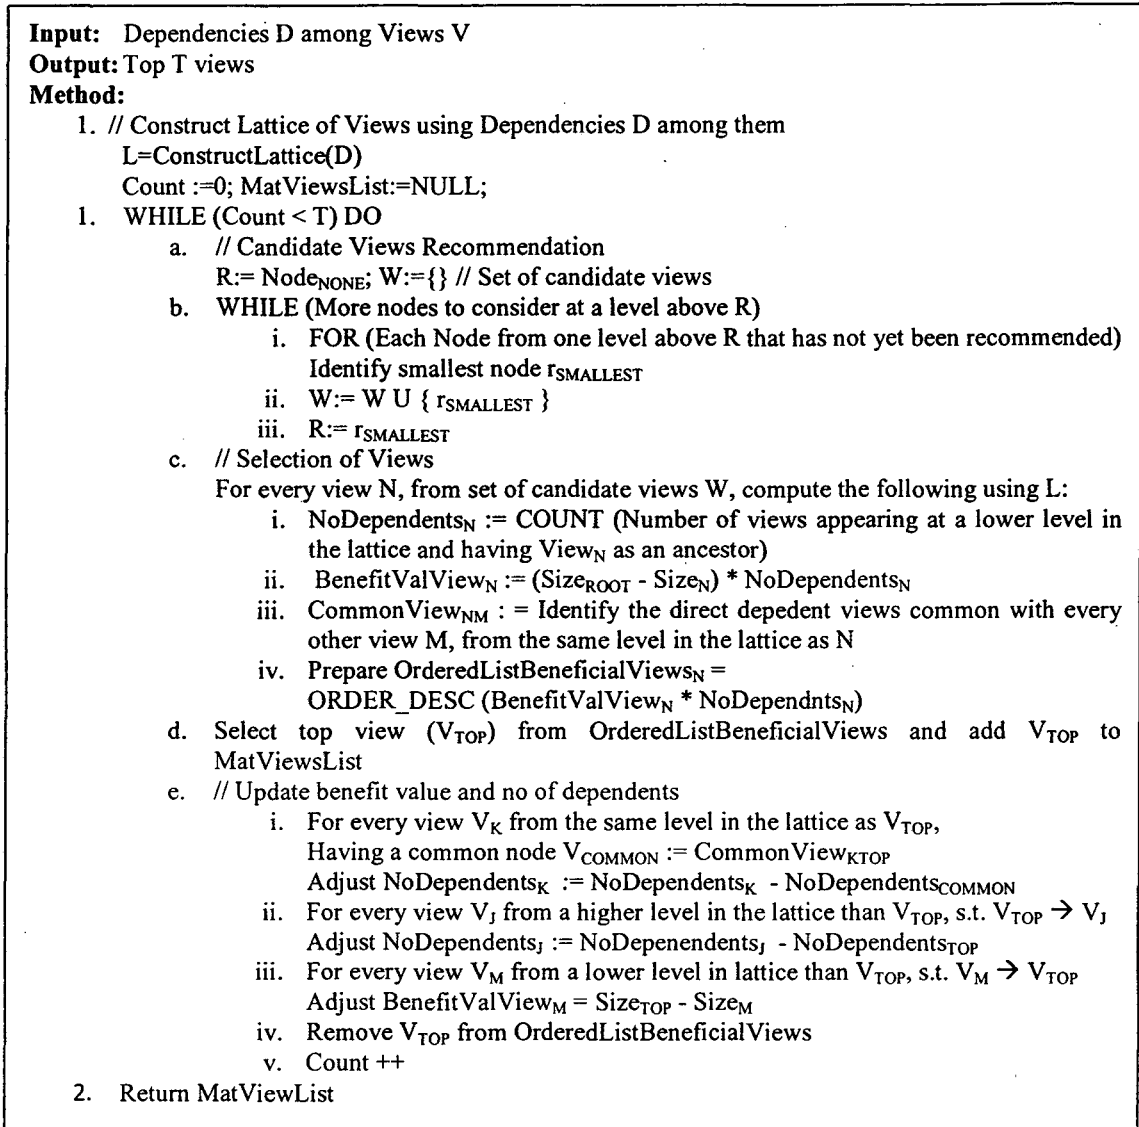 Input: Dependencies D among Views V
Output: Top T views
Method:
1. // Construct Lattice of Views using Dependencies D among them
L=ConstructLattice(D)
Count :=0; MatViewsList:=NULL;
1. WHILE (Count < T) DO
a. // Candidate Views Recommendation
R:= NodeNONE; W:={} // Set of candidate views
b. WHILE (More nodes to consider at a level above R)
i. FOR (Each Node from one level above R that has not yet been recommended)
Identify smallest node rSMALLEST
ii. W:= W U { rSMALLEST }
iii. R:= rSMALLEST
c. // Selection of Views
For every view N, from set of candidate views W, compute the following using L:
i. NoDependentsN := COUNT (Number of views appearing at a lower level in
the lattice and having ViewN as an ancestor)
ii. BenefitValViewN := (SizeROOT - SizeN) * NoDependentsN
iii. CommonViewNM : = Identify the direct depedent views common with every
other view M, from the same level in the lattice as N
iv. Prepare OrderedListBeneficialViewsN =
ORDER_DESC (BenefitValViewN * NoDependntsN)
d. Select top view (VTOP) from OrderedListBeneficialViews and add VTOP to
MatViewsList
e. // Update benefit value and no of dependents
i. For every view VK from the same level in the lattice as VTOP,
Having a common node VCOMMON := CommonViewKTOP
Adjust NoDependentsK := NoDependentsK - NoDependentsCOMMON
ii. For every view VJ from a higher level in the lattice than VTOP, s.t. VTOP → VJ
Adjust NoDependentsJ := NoDepenendentsJ - NoDependentsTOP
iii. For every view VM from a lower level in lattice than VTOP, s.t. VM → VTOP
Adjust BenefitValViewM = SizeTOP - SizeM
iv. Remove VTOP from OrderedListBeneficialViews
v. Count ++
2. Return MatViewList